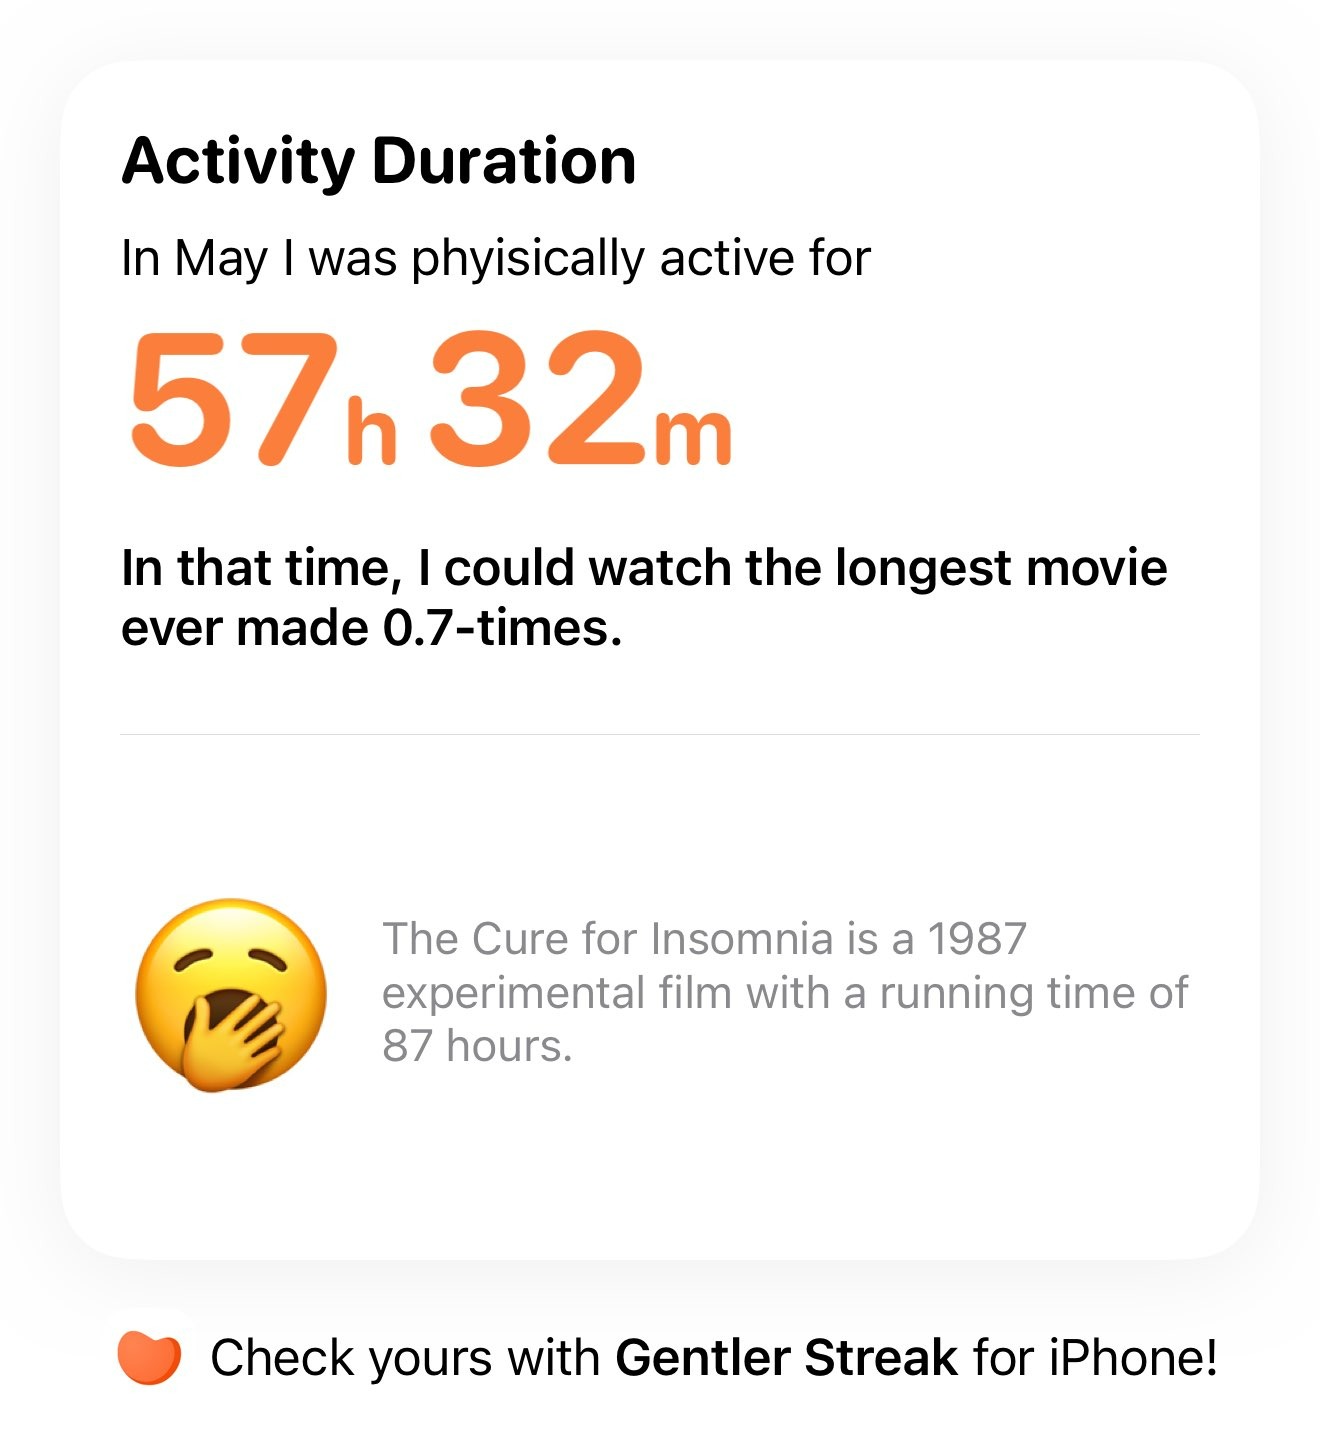 Activity Duration
In May I was phyisically active for
57h 32m
In that time, I could watch the longest movie
ever made 0.7-times.
The Cure for Insomnia is a 1987
experimental film with a running time of
87 hours.
Check yours with Gentler Streak for iPhone!